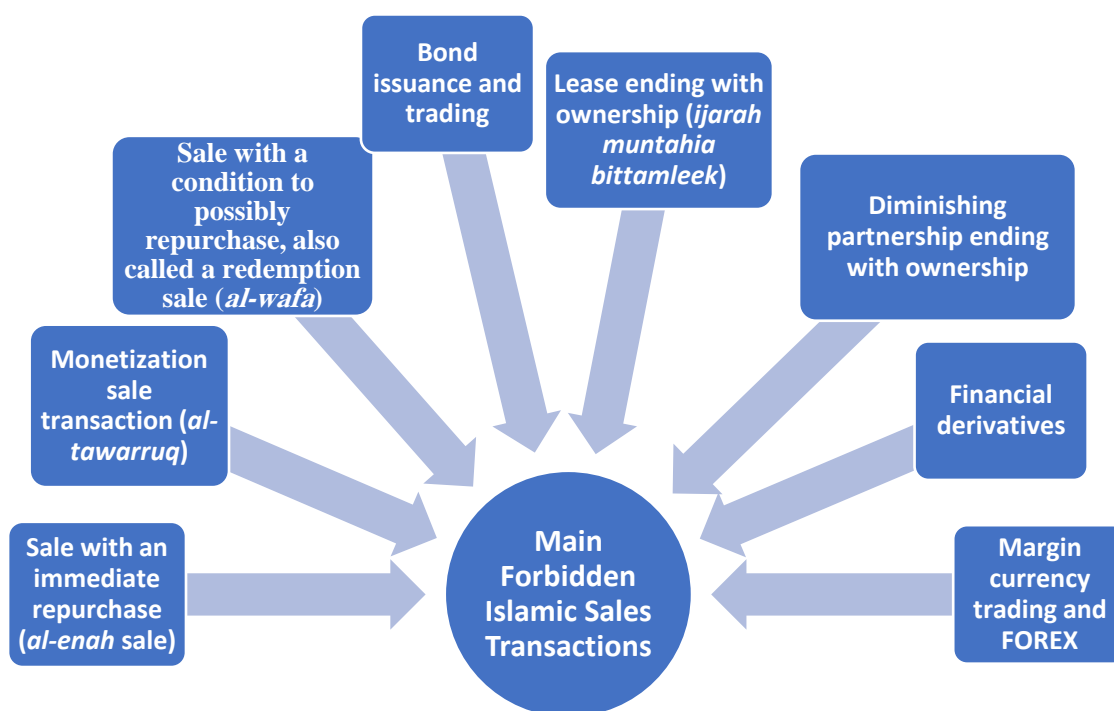 Bond
issuance and
trading
Lease ending with
ownership (ijarah
muntahia
bittamleek)
Sale with a
condition to
possibly
repurchase, also
called a redemption
sale (al-wafa)
Diminishing
partnership ending
with ownership
Monetization
sale
transaction (al-
tawarruq)
Financial
derivatives
Sale with an
immediate
repurchase
(al-enah sale)
Main
Forbidden
Islamic Sales
Transactions
Margin
currency
trading and
FOREX